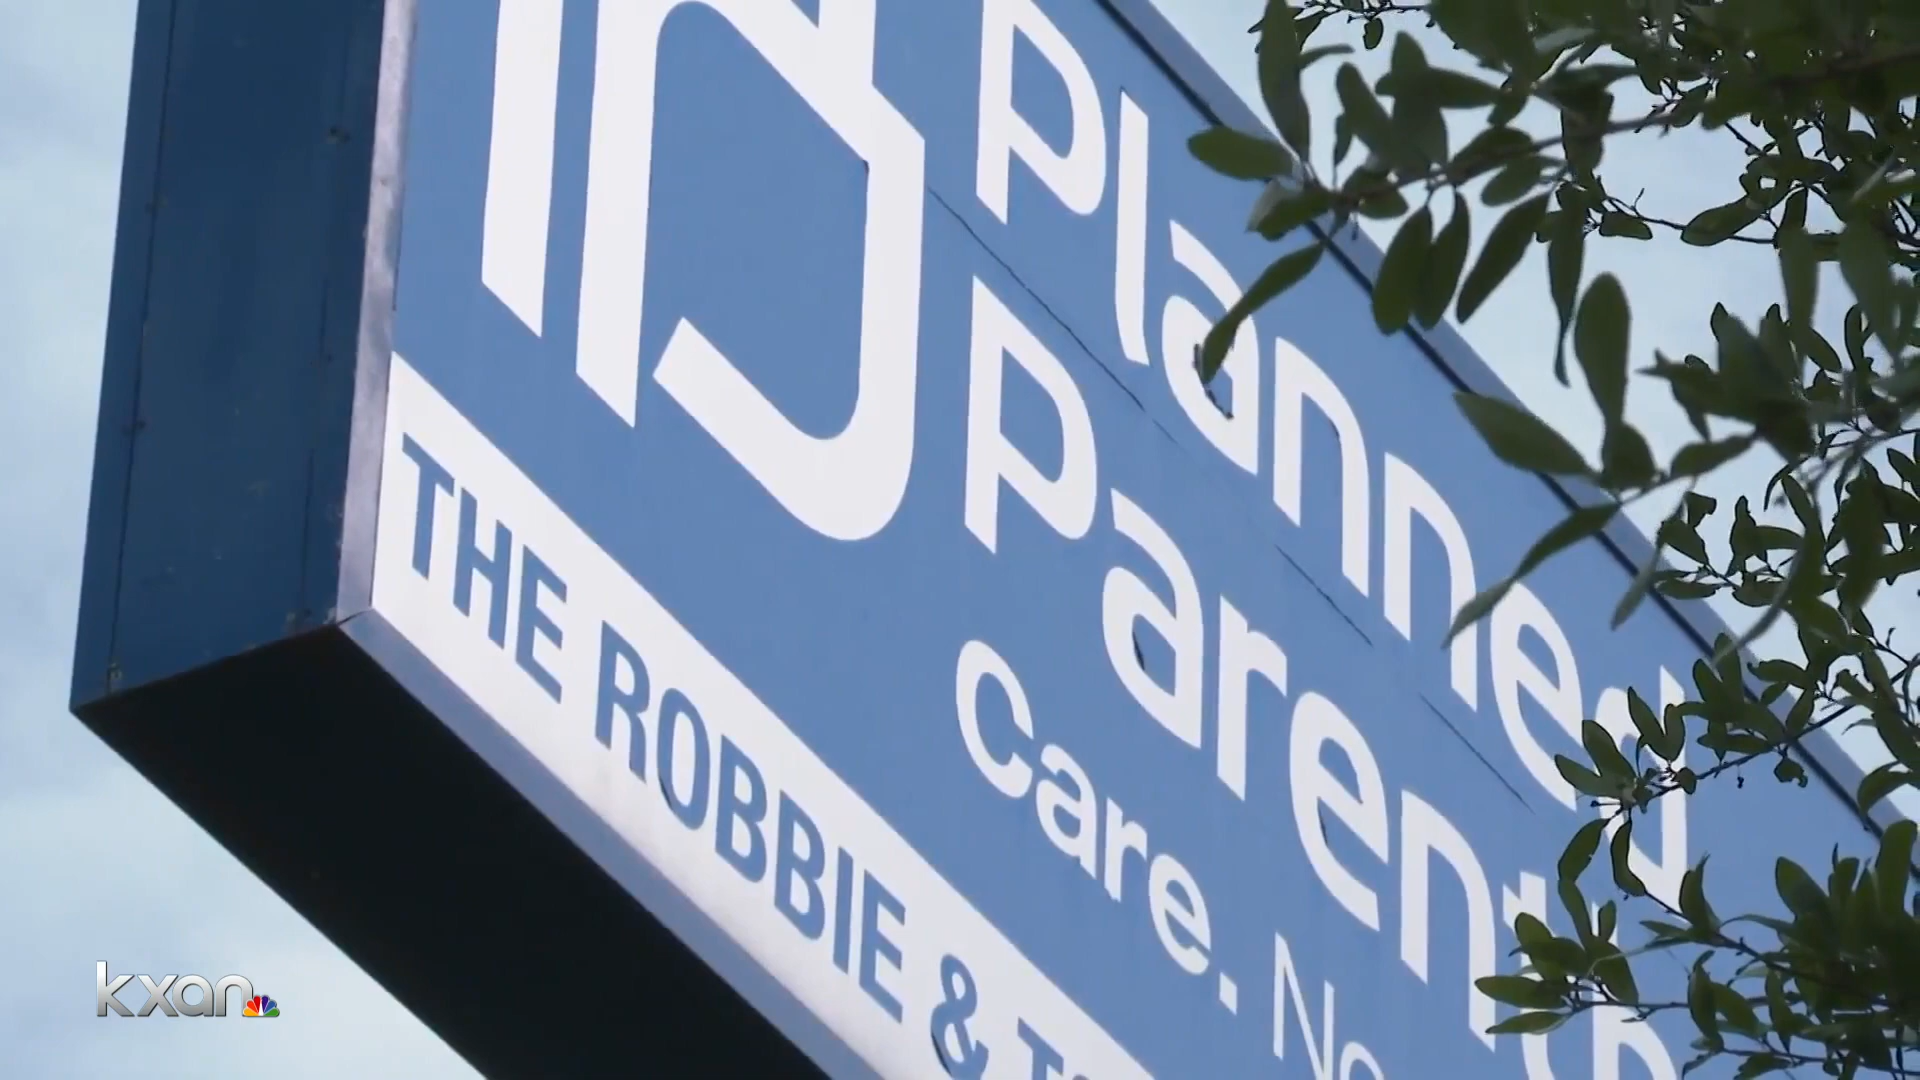 Planned
Parenth
Care. No
THE ROBBIE & T
kxan